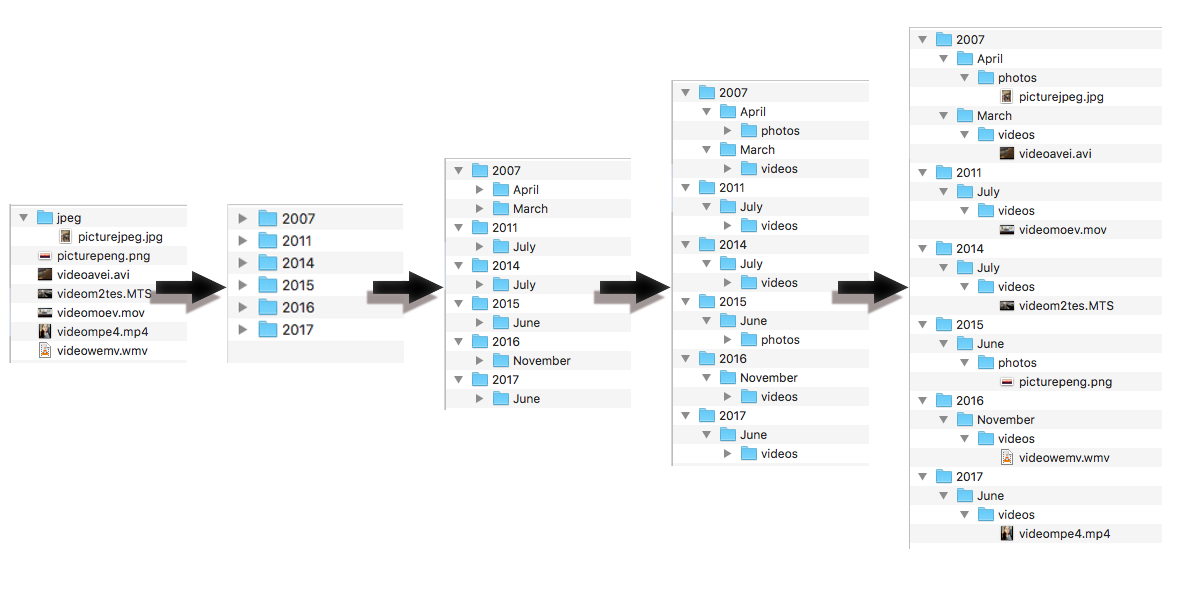 jpeg
picturejpeg.jpg
picturepeng.png
videoavei.avi
videom2tes.MTS
videomoev.mov
videompe4.mp4
videowemv.wmv
2007
2011
2014
2015
2016
2017
2007
April
March
2011
July
2014
July
2015
June
2016
November
2017
June
2007
April
photos
March
videos
2011
July
videos
2014
July
videos
2015
June
photos
2016
November
videos
2017
June
videos
2007
April
photos
picturejpeg.jpg
March
videos
videoavei.avi
2011
July
videos
videomoev.mov
2014
July
videos
videom2tes.MTS
2015
June
photos
picturepeng.png
2016
November
videos
videowemv.wmv
2017
June
videos
videompe4.mp4